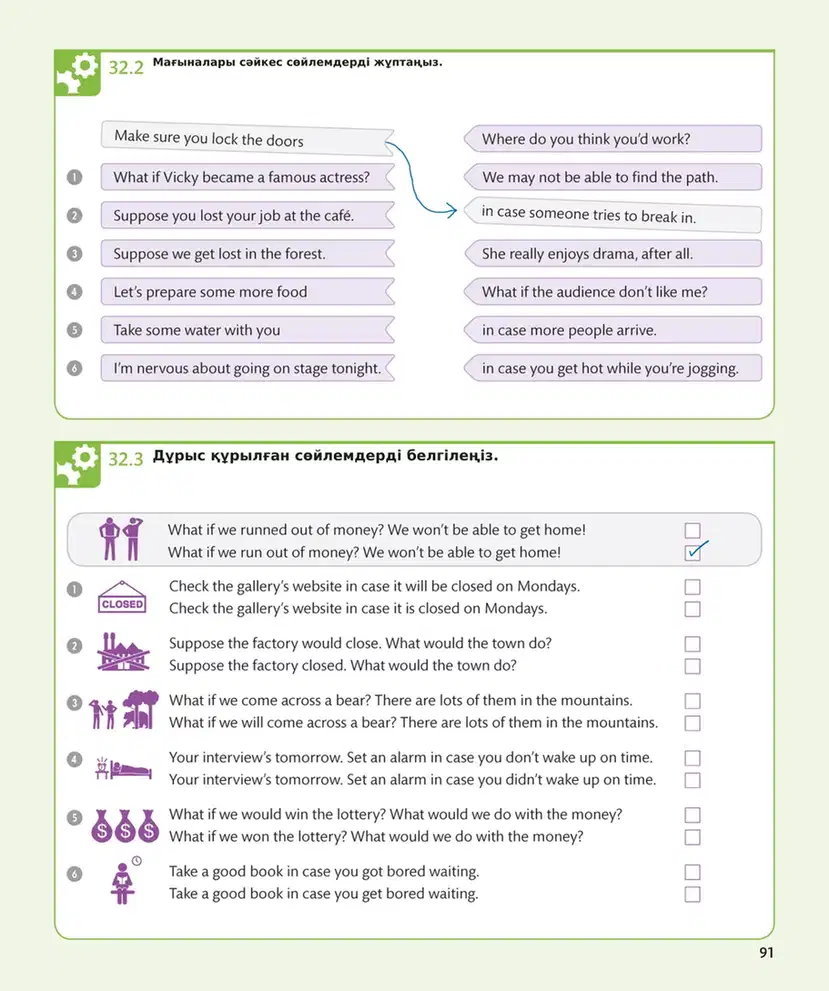 32.2 Мағыналары сәйкес сөйлемдерді жұптаңыз.
Make sure you lock the doors
Where do you think you’d work?
1 What if Vicky became a famous actress?
We may not be able to find the path.
2 Suppose you lost your job at the café.
in case someone tries to break in.
3 Suppose we get lost in the forest.
She really enjoys drama, after all.
4 Let’s prepare some more food
What if the audience don’t like me?
5 Take some water with you
in case more people arrive.
6 I’m nervous about going on stage tonight.
in case you get hot while you’re jogging.
32.3 Дұрыс құрылған сөйлемдерді белгілеңіз.
What if we runned out of money? We won’t be able to get home!
What if we run out of money? We won’t be able to get home!
1 CLOSED
Check the gallery’s website in case it will be closed on Mondays.
Check the gallery’s website in case it is closed on Mondays.
2 Suppose the factory would close. What would the town do?
Suppose the factory closed. What would the town do?
3 What if we come across a bear? There are lots of them in the mountains.
What if we will come across a bear? There are lots of them in the mountains.
4 Your interview’s tomorrow. Set an alarm in case you don’t wake up on time.
Your interview’s tomorrow. Set an alarm in case you didn’t wake up on time.
5 $ $ $
What if we would win the lottery? What would we do with the money?
What if we won the lottery? What would we do with the money?
6 Take a good book in case you got bored waiting.
Take a good book in case you get bored waiting.
91